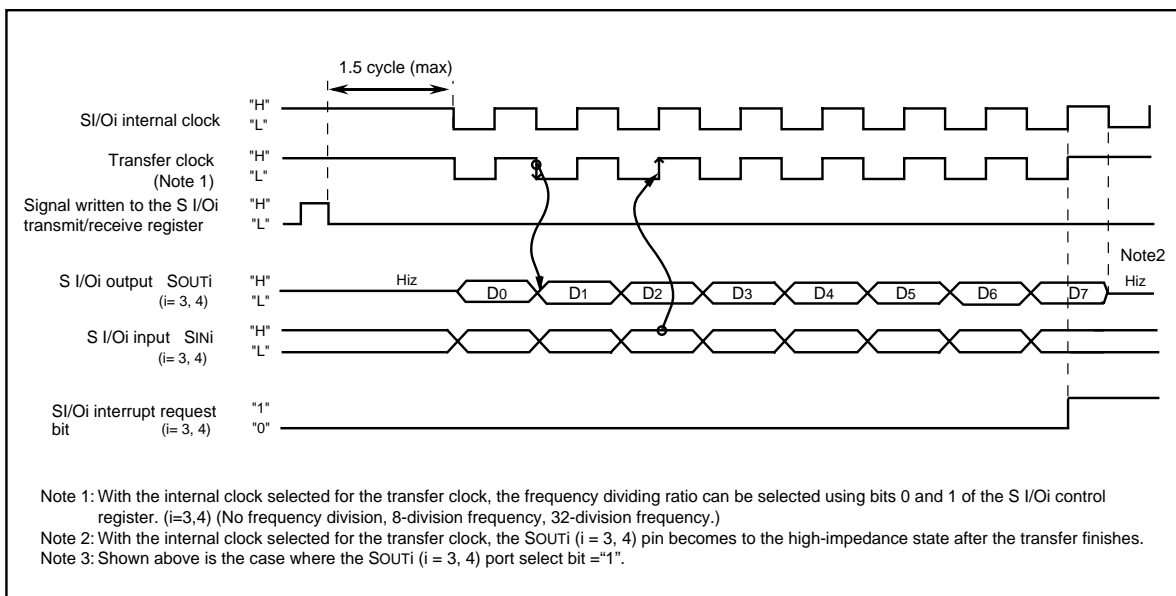 1.5 cycle (max)
SI/Oi internal clock "H" "L"
Transfer clock "H"
(Note 1) "L"
Signal written to the S I/Oi "H"
transmit/receive register "L"
Note2
S I/Oi output SOUTi "H" Hiz D0 D1 D2 D3 D4 D5 D6 D7 Hiz
(i= 3, 4) "L"
S I/Oi input SINi "H"
(i= 3, 4) "L"
SI/Oi interrupt request "1"
bit (i= 3, 4) "0"
Note 1: With the internal clock selected for the transfer clock, the frequency dividing ratio can be selected using bits 0 and 1 of the S I/Oi control
register. (i=3,4) (No frequency division, 8-division frequency, 32-division frequency.)
Note 2: With the internal clock selected for the transfer clock, the SOUTi (i = 3, 4) pin becomes to the high-impedance state after the transfer finishes.
Note 3: Shown above is the case where the SOUTi (i = 3, 4) port select bit =“1”.